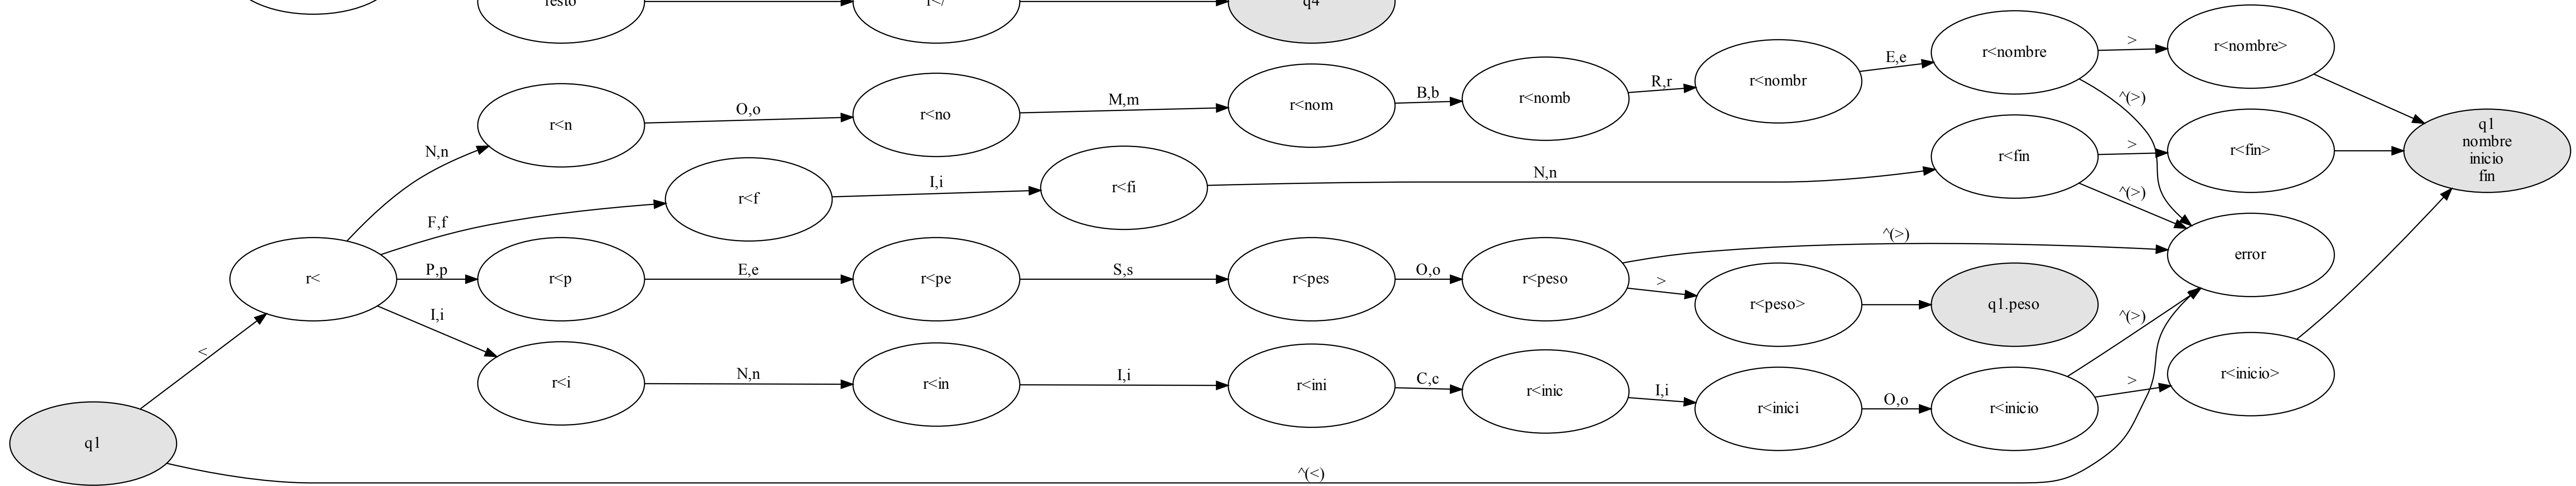 resto
r</
q4
r<nombre
>
r<nombre>
E,e
r<nombr
R,r
r<nomb
B,b
r<nom
M,m
r<no
O,o
r<n
N,n
^(>)
q1
nombre
inicio
fin
r<fin
>
r<fin>
N,n
r<fi
I,i
r<f
F,f
^(>)
error
^(>)
r<
P,p
r<p
E,e
r<pe
S,s
r<pes
O,o
r<peso
>
r<peso>
q1.peso
I,i
r<i
N,n
r<in
I,i
r<ini
C,c
r<inic
I,i
r<inici
O,o
r<inicio
^(>)
>
r<inicio>
<
q1
^(<)